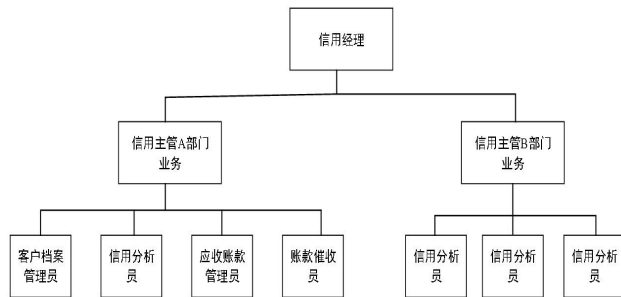 信用经理
信用主管A部门
业务
信用主管B部门
业务
客户档案
管理员
信用分析
员
应收账款
管理员
账款催收
员
信用分析
员
信用分析
员
信用分析
员